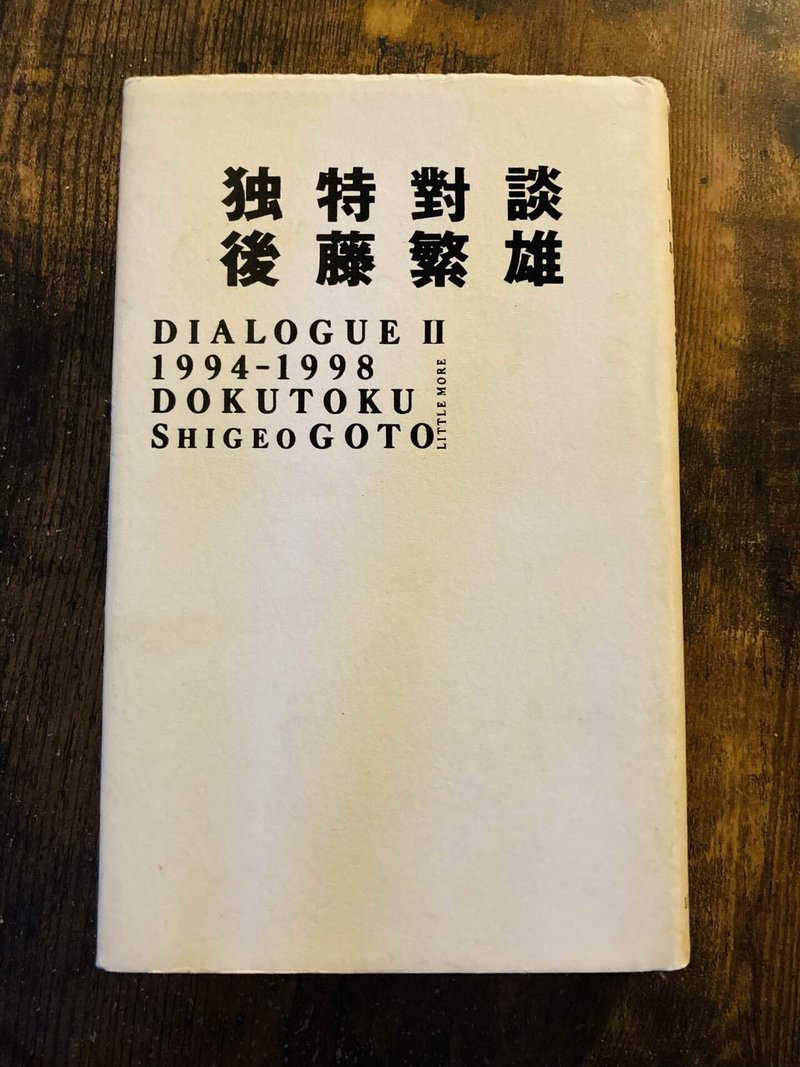 独特對談
後藤繁雄
DIALOGUE II
1994-1998
DOKUTOKU
SHIGEO GOTO
LITTLE MORE